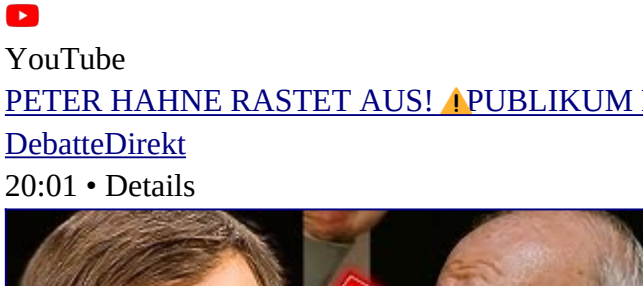 YouTube
PETER HAHNE RASTET AUS! ⚠️PUBLIKUM
DebatteDirekt
20:01 • Details